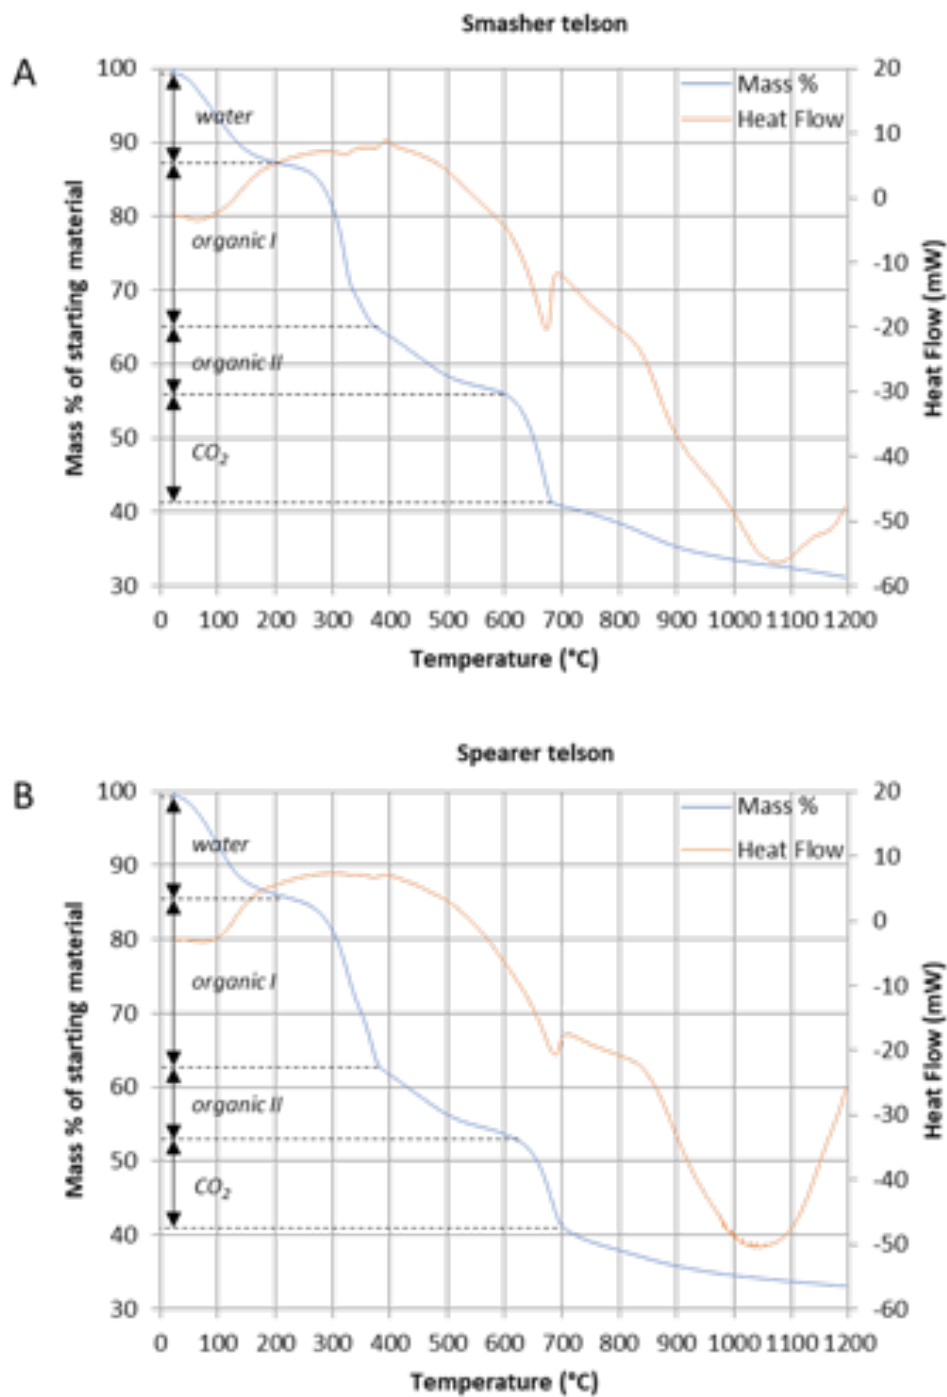 Smasher telson
A
Mass %
Heat Flow
100
90
80
70
60
50
40
30
20
10
0
-10
-20
-30
-40
-50
-60
water
organic I
organic II
CO₂
Mass % of starting material
Heat Flow (mW)
0 100 200 300 400 500 600 700 800 900 1000 1100 1200
Temperature (°C)
Spearer telson
B
Mass %
Heat Flow
100
90
80
70
60
50
40
30
20
10
0
-10
-20
-30
-40
-50
-60
water
organic I
organic II
CO₂
Mass % of starting material
Heat Flow (mW)
0 100 200 300 400 500 600 700 800 900 1000 1100 1200
Temperature (°C)